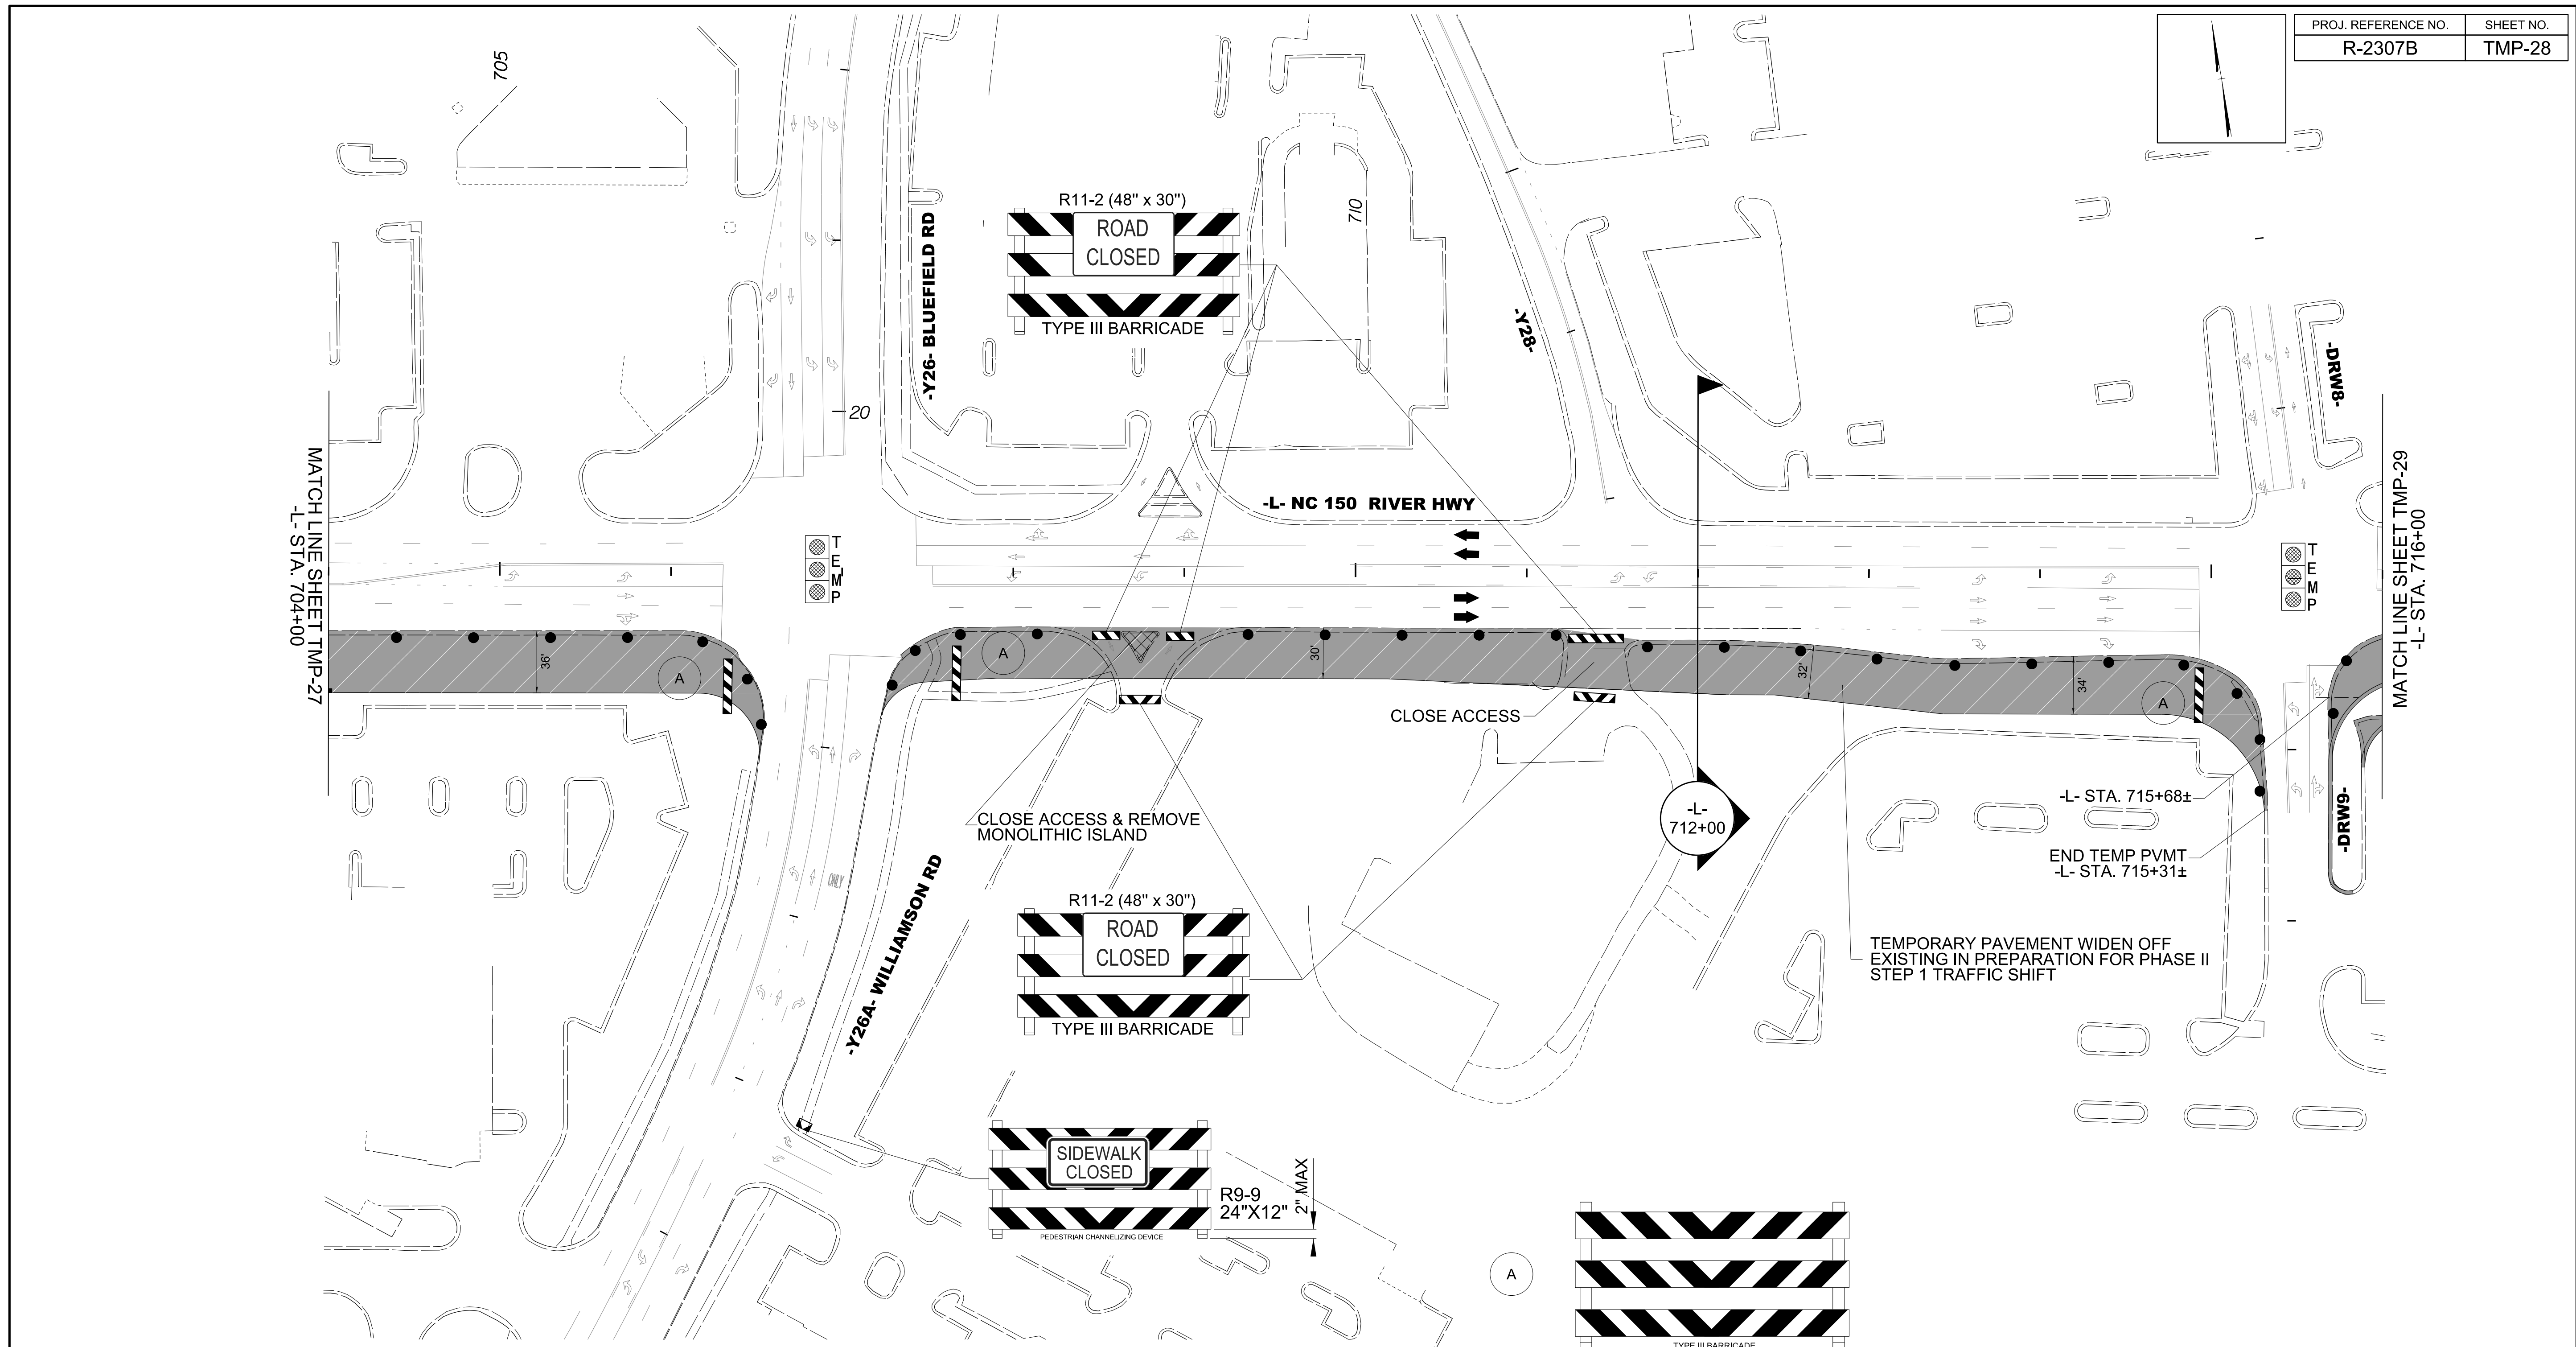 PROJ. REFERENCE NO.
SHEET NO.
R-2307B
TMP-28
705
R11-2 (48" x 30")
ROAD
CLOSED
TYPE III BARRICADE
-Y26- BLUEFIELD RD
710
-Y28-
-DRW8-
20
MATCH LINE SHEET TMP-27
-L- STA. 704+00
-L- NC 150 RIVER HWY
MATCH LINE SHEET TMP-29
-L- STA. 716+00
TEMP
TEMP
36'
A
A
30'
32'
34'
A
CLOSE ACCESS
CLOSE ACCESS & REMOVE
MONOLITHIC ISLAND
-L-
712+00
-L- STA. 715+68±
END TEMP PVMT
-L- STA. 715+31±
-DRW9-
ONLY
-Y26A- WILLIAMSON RD
R11-2 (48" x 30")
ROAD
CLOSED
TYPE III BARRICADE
TEMPORARY PAVEMENT WIDEN OFF
EXISTING IN PREPARATION FOR PHASE II
STEP 1 TRAFFIC SHIFT
SIDEWALK
CLOSED
R9-9
24"X12"
2" MAX
PEDESTRIAN CHANNELIZING DEVICE
A
TYPE III BARRICADE